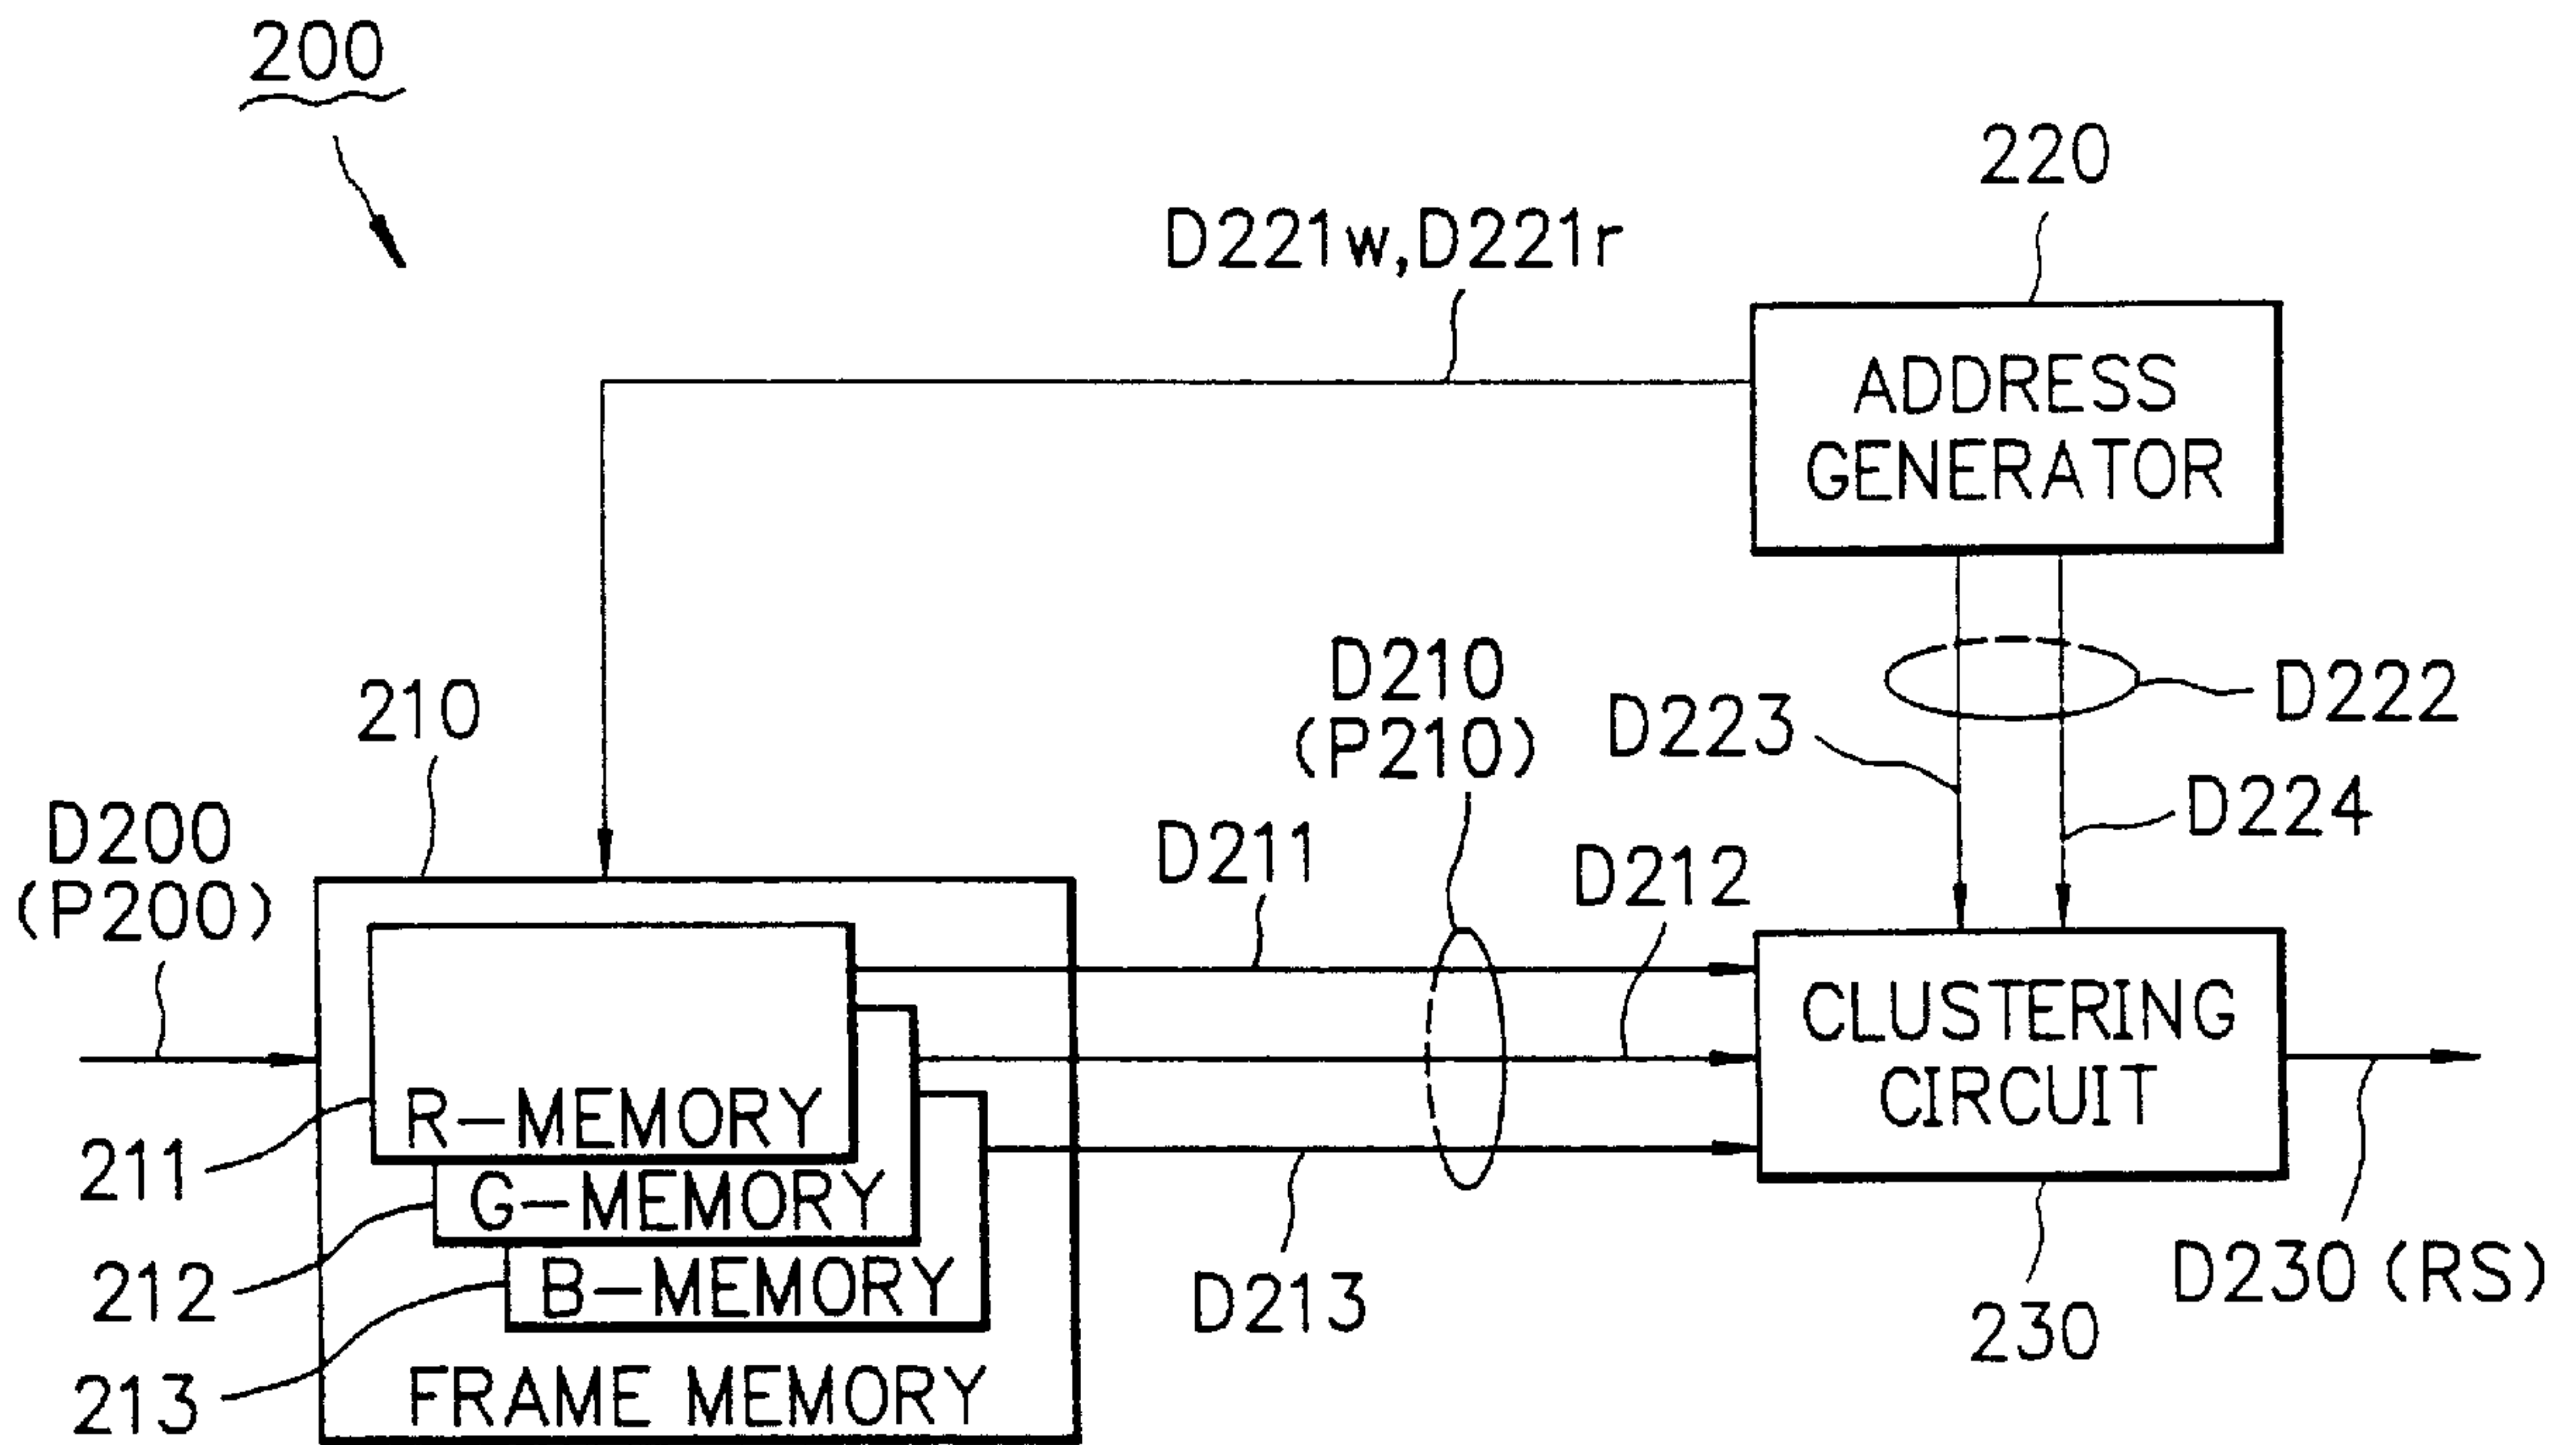 200
220
D221w,D221r
ADDRESS
GENERATOR
D210
(P210)
D222
D223
D224
210
D200
(P200)
D211
D212
R-MEMORY
G-MEMORY
B-MEMORY
FRAME MEMORY
211
212
213
CLUSTERING
CIRCUIT
D213
230
D230 (RS)